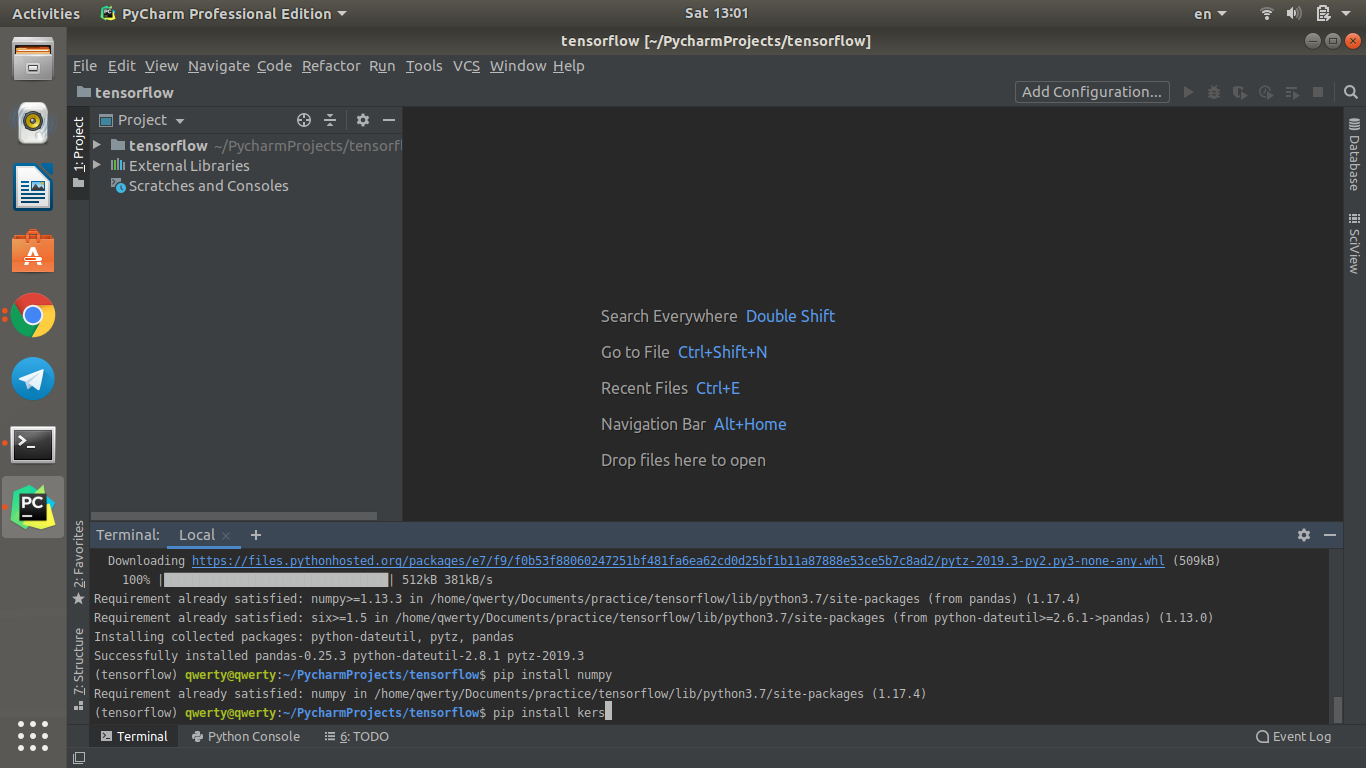 Activities PyCharm Professional Edition Sat 13:01 en
tensorflow [~/PycharmProjects/tensorflow]
File Edit View Navigate Code Refactor Run Tools VCS Window Help
tensorflow Add Configuration...
1: Project
Project
tensorflow ~/PycharmProjects/tensorfl
External Libraries
Scratches and Consoles
Database
SciView
Search Everywhere Double Shift
Go to File Ctrl+Shift+N
Recent Files Ctrl+E
Navigation Bar Alt+Home
Drop files here to open
PC
2: Favorites
7: Structure
Terminal: Local +
Downloading https://files.pythonhosted.org/packages/e7/f9/f0b53f88060247251bf481fa6ea62cd0d25bf1b11a87888e53ce5b7c8ad2/pytz-2019.3-py2.py3-none-any.whl (509kB)
100% |████████████████████████████████| 512kB 381kB/s
Requirement already satisfied: numpy>=1.13.3 in /home/qwerty/Documents/practice/tensorflow/lib/python3.7/site-packages (from pandas) (1.17.4)
Requirement already satisfied: six>=1.5 in /home/qwerty/Documents/practice/tensorflow/lib/python3.7/site-packages (from python-dateutil>=2.6.1->pandas) (1.13.0)
Installing collected packages: python-dateutil, pytz, pandas
Successfully installed pandas-0.25.3 python-dateutil-2.8.1 pytz-2019.3
(tensorflow) qwerty@qwerty:~/PycharmProjects/tensorflow$ pip install numpy
Requirement already satisfied: numpy in /home/qwerty/Documents/practice/tensorflow/lib/python3.7/site-packages (1.17.4)
(tensorflow) qwerty@qwerty:~/PycharmProjects/tensorflow$ pip install kers
Terminal Python Console 6: TODO Event Log